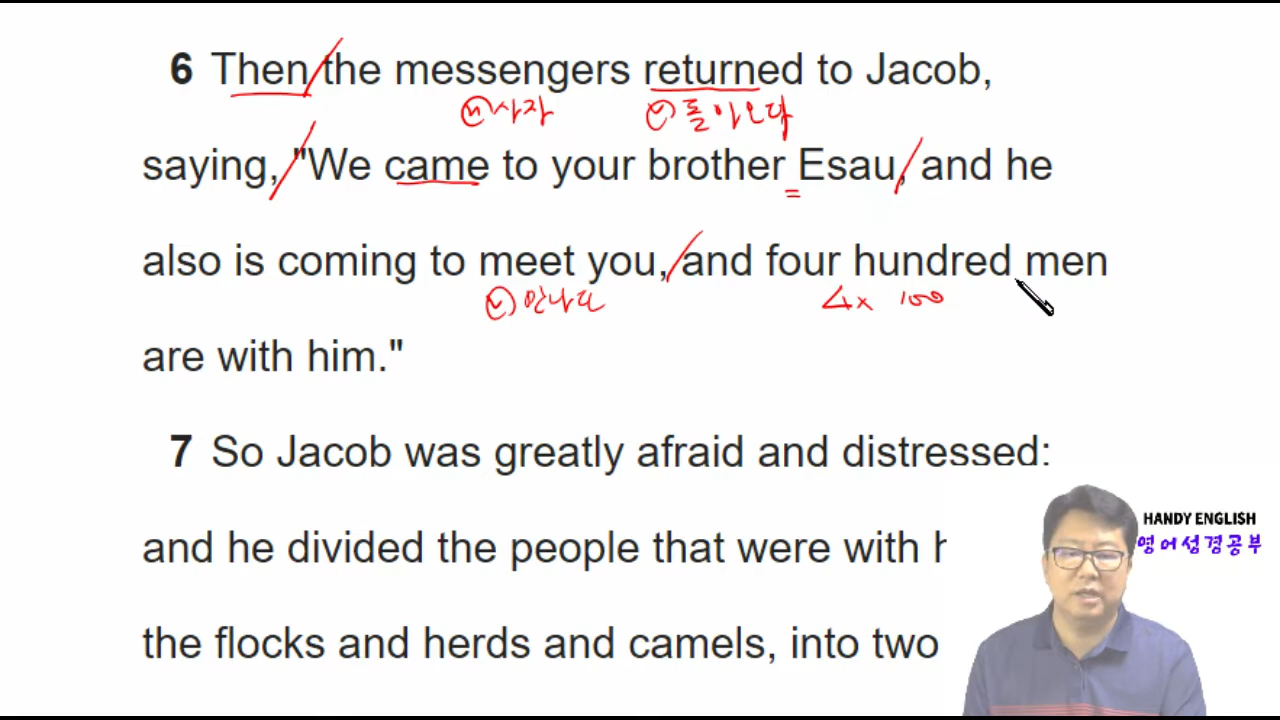 6 Then the messengers returned to Jacob,
ⓝ사자 ⓥ돌아오다
saying, "We came to your brother Esau, and he
also is coming to meet you, and four hundred men
ⓥ만나다 4x 100
are with him."
7 So Jacob was greatly afraid and distressed:
and he divided the people that were with h
HANDY ENGLISH
영어성경공부
the flocks and herds and camels, into two